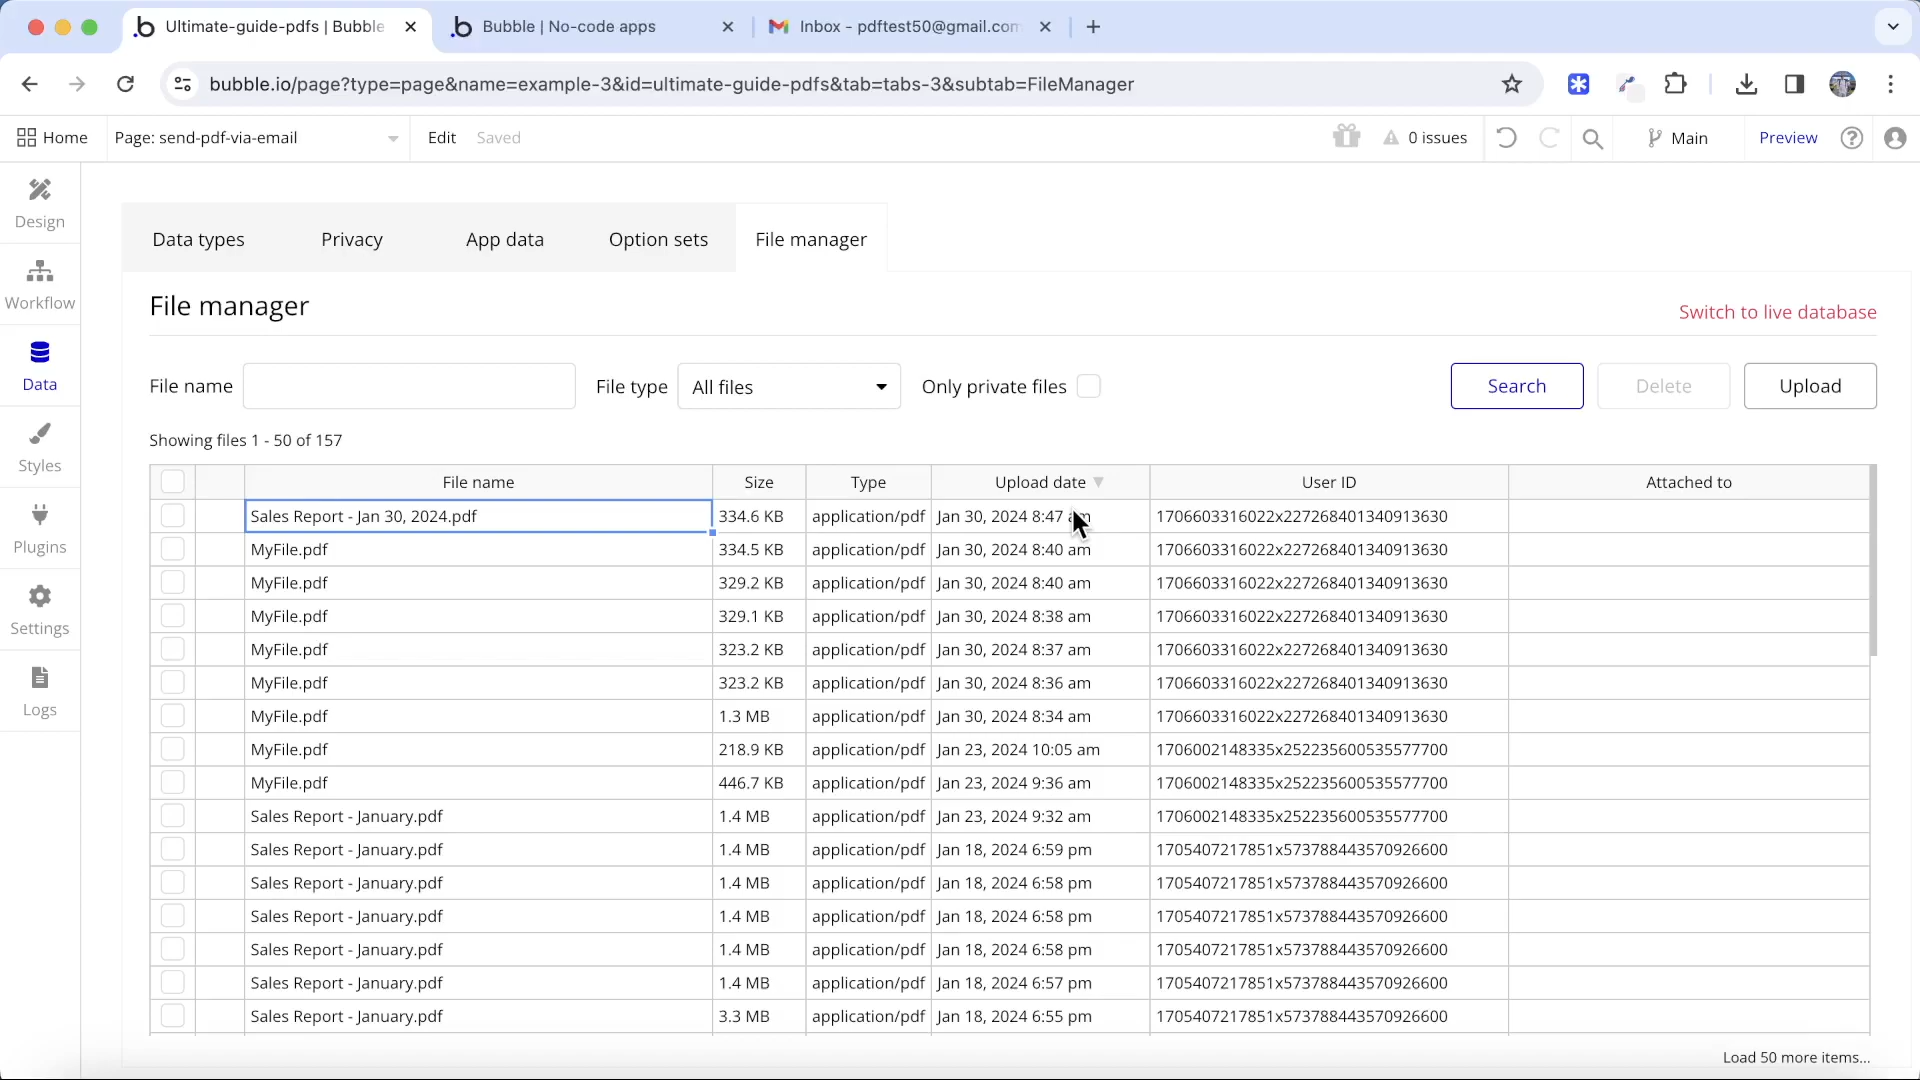 Ultimate-guide-pdfs | Bubble
Bubble | No-code apps
Inbox - pdftest50@gmail.com
bubble.io/page?type=page&name=example-3&id=ultimate-guide-pdfs&tab=tabs-3&subtab=FileManager
Home
Page: send-pdf-via-email
Edit
Saved
0 issues
Main
Preview
Design
Workflow
Data
Styles
Plugins
Settings
Logs
Data types
Privacy
App data
Option sets
File manager
File manager
Switch to live database
File name
File type
All files
Only private files
Search
Delete
Upload
Showing files 1 - 50 of 157
File name Size Type Upload date User ID Attached to
Sales Report - Jan 30, 2024.pdf 334.6 KB application/pdf Jan 30, 2024 8:47 am 1706603316022x227268401340913630
MyFile.pdf 334.5 KB application/pdf Jan 30, 2024 8:40 am 1706603316022x227268401340913630
MyFile.pdf 329.2 KB application/pdf Jan 30, 2024 8:40 am 1706603316022x227268401340913630
MyFile.pdf 329.1 KB application/pdf Jan 30, 2024 8:38 am 1706603316022x227268401340913630
MyFile.pdf 323.2 KB application/pdf Jan 30, 2024 8:37 am 1706603316022x227268401340913630
MyFile.pdf 323.2 KB application/pdf Jan 30, 2024 8:36 am 1706603316022x227268401340913630
MyFile.pdf 1.3 MB application/pdf Jan 30, 2024 8:34 am 1706603316022x227268401340913630
MyFile.pdf 218.9 KB application/pdf Jan 23, 2024 10:05 am 1706002148335x252235600535577700
MyFile.pdf 446.7 KB application/pdf Jan 23, 2024 9:36 am 1706002148335x252235600535577700
Sales Report - January.pdf 1.4 MB application/pdf Jan 23, 2024 9:32 am 1706002148335x252235600535577700
Sales Report - January.pdf 1.4 MB application/pdf Jan 18, 2024 6:59 pm 1705407217851x573788443570926600
Sales Report - January.pdf 1.4 MB application/pdf Jan 18, 2024 6:58 pm 1705407217851x573788443570926600
Sales Report - January.pdf 1.4 MB application/pdf Jan 18, 2024 6:58 pm 1705407217851x573788443570926600
Sales Report - January.pdf 1.4 MB application/pdf Jan 18, 2024 6:58 pm 1705407217851x573788443570926600
Sales Report - January.pdf 1.4 MB application/pdf Jan 18, 2024 6:57 pm 1705407217851x573788443570926600
Sales Report - January.pdf 3.3 MB application/pdf Jan 18, 2024 6:55 pm 1705407217851x573788443570926600
Load 50 more items...